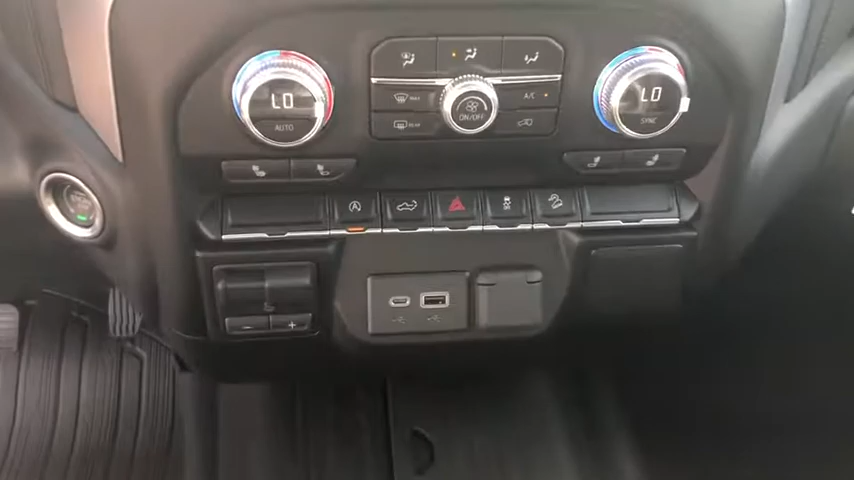 LO
AUTO
MAX
REAR
ON/OFF
A/C
LO
SYNC
A